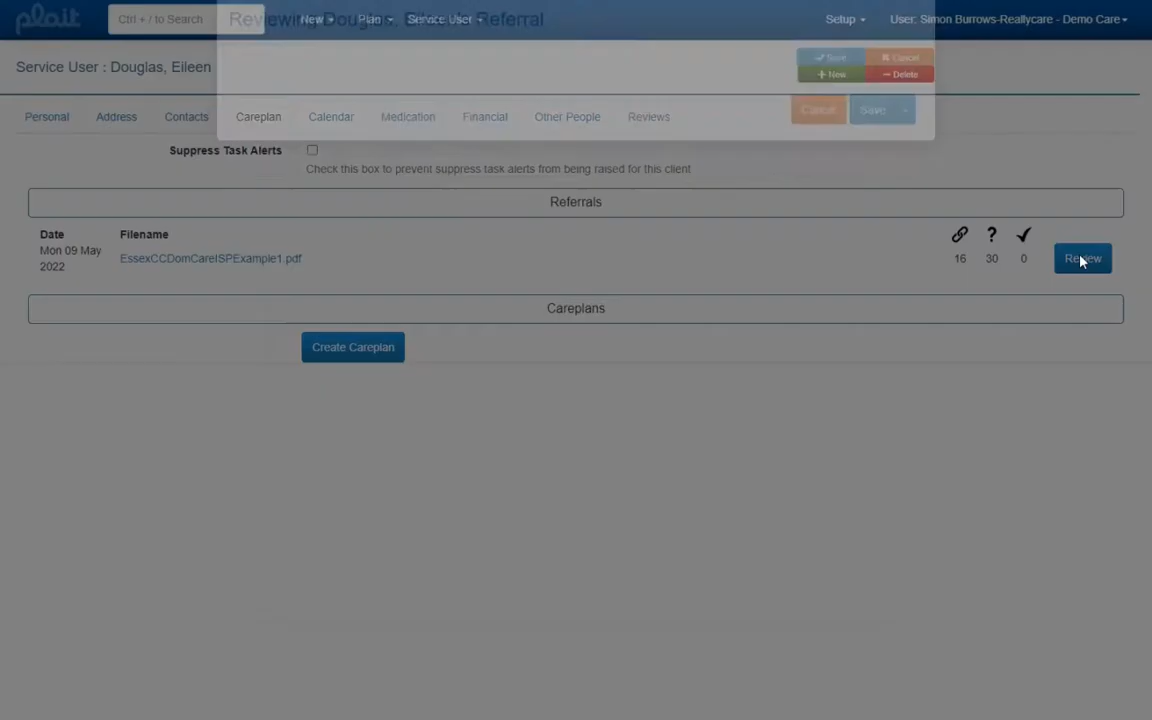 plait
Ctrl + / to Search
New
Plan
Service User
Setup
User: Simon Burrows-Reallycare - Demo Care
Reviewing Douglas, Eileen's Referral
Service User : Douglas, Eileen
Save
Cancel
New
Delete
Personal
Address
Contacts
Careplan
Calendar
Medication
Financial
Other People
Reviews
Cancel
Save
Suppress Task Alerts
Check this box to prevent suppress task alerts from being raised for this client
Referrals
Date
Filename
?
Mon 09 May
2022
EssexCCDomCareISPExample1.pdf
16
30
0
Review
Careplans
Create Careplan